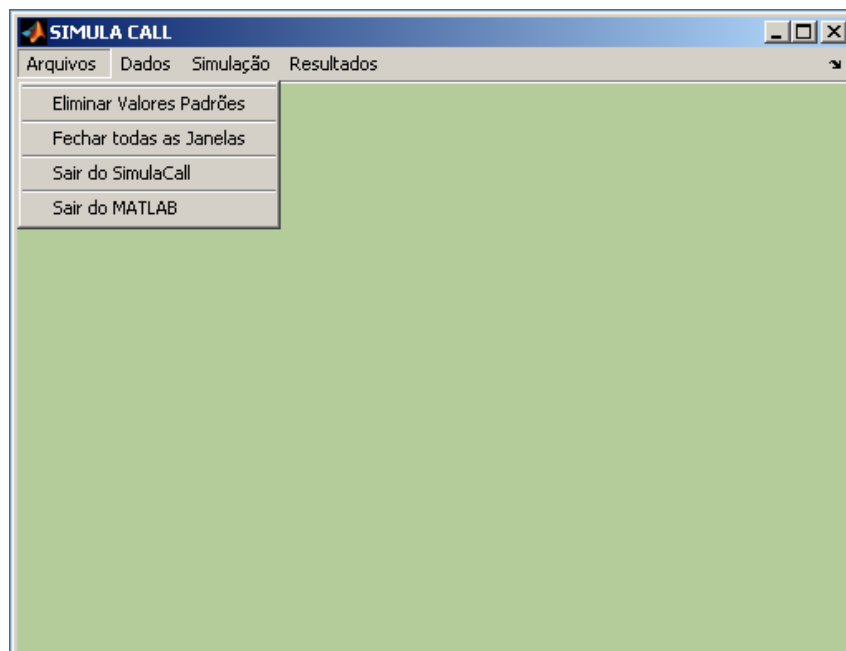 SIMULA CALL
Arquivos Dados Simulação Resultados
Eliminar Valores Padrões
Fechar todas as Janelas
Sair do SimulaCall
Sair do MATLAB